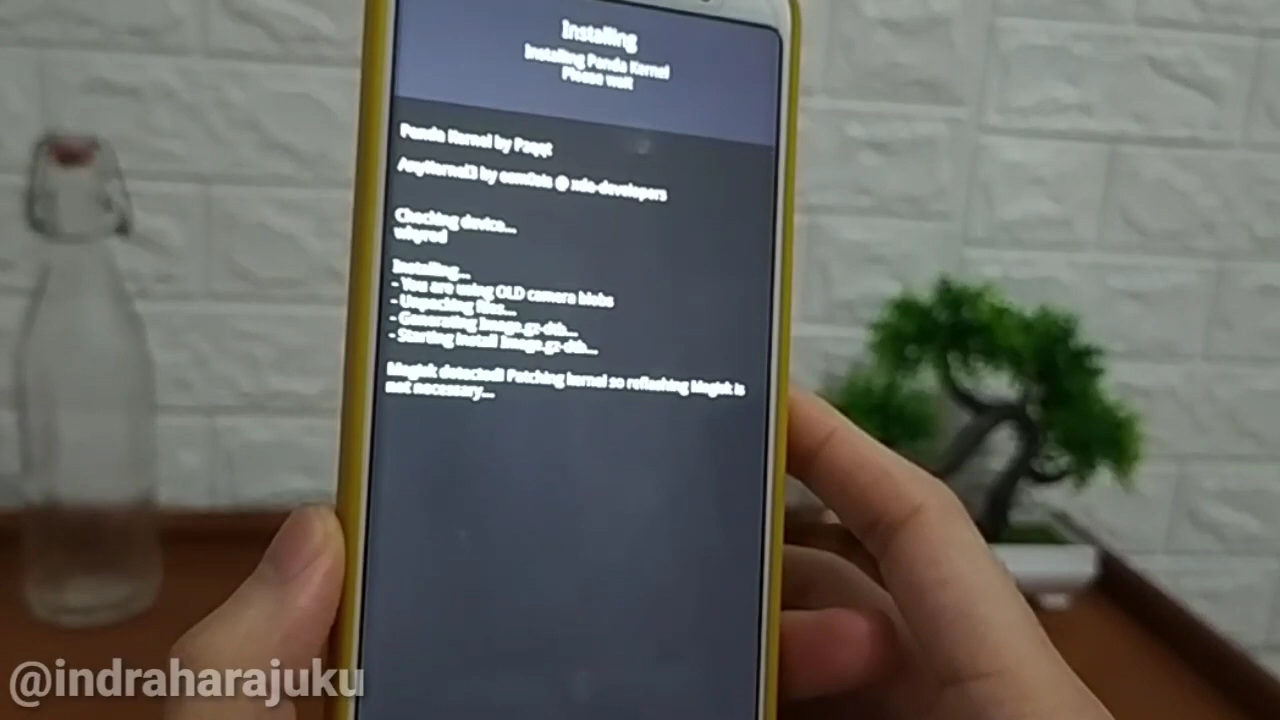 Installing
Installing Panda Kernel
Please wait
Panda Kernel by Paqqt
AnyKernel3 by osm0sis @ xda-developers
Checking device...
whyred
Installing...
- You are using OLD camera blobs
- Unpacking files...
- Generating Image.gz-dtb...
- Starting install Image.gz-dtb...
Magisk detected! Patching kernel so reflashing Magisk is
not necessary...
@indraharajuku